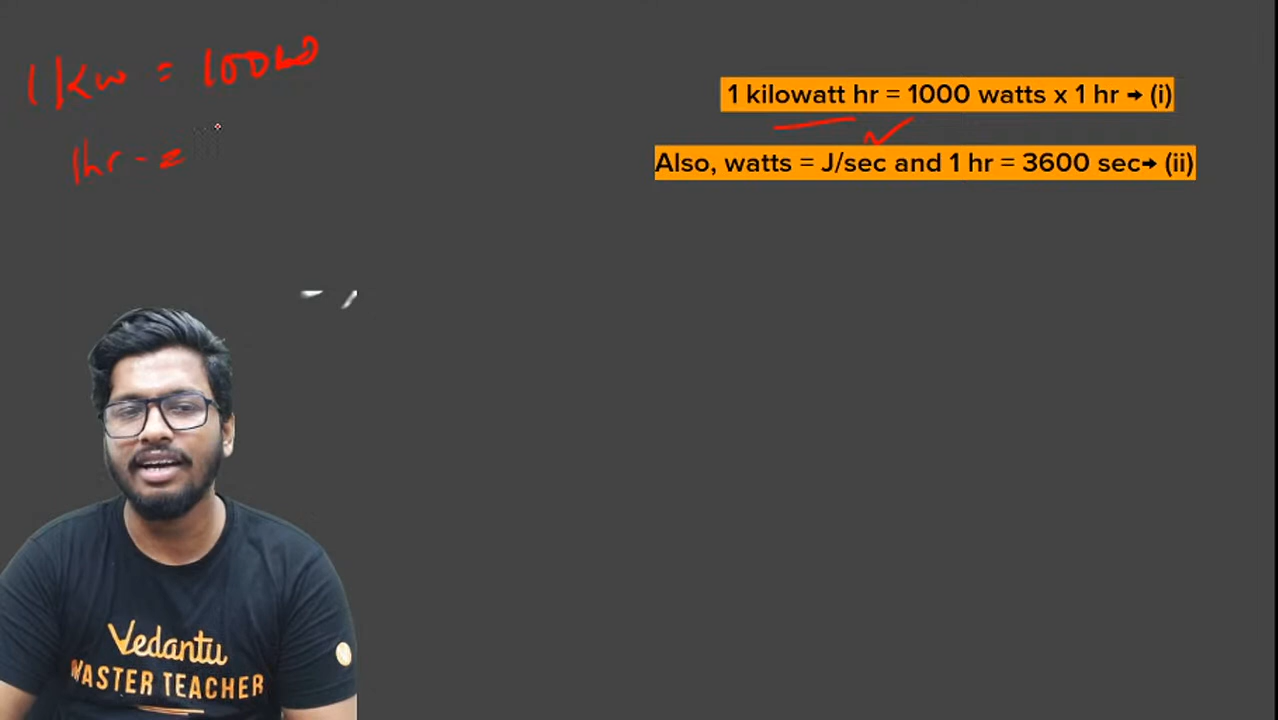 1 kw = 1000
1 kilowatt hr = 1000 watts x 1 hr → (i)
1hr =
Also, watts = J/sec and 1 hr = 3600 sec→ (ii)
Vedantu
MASTER TEACHER